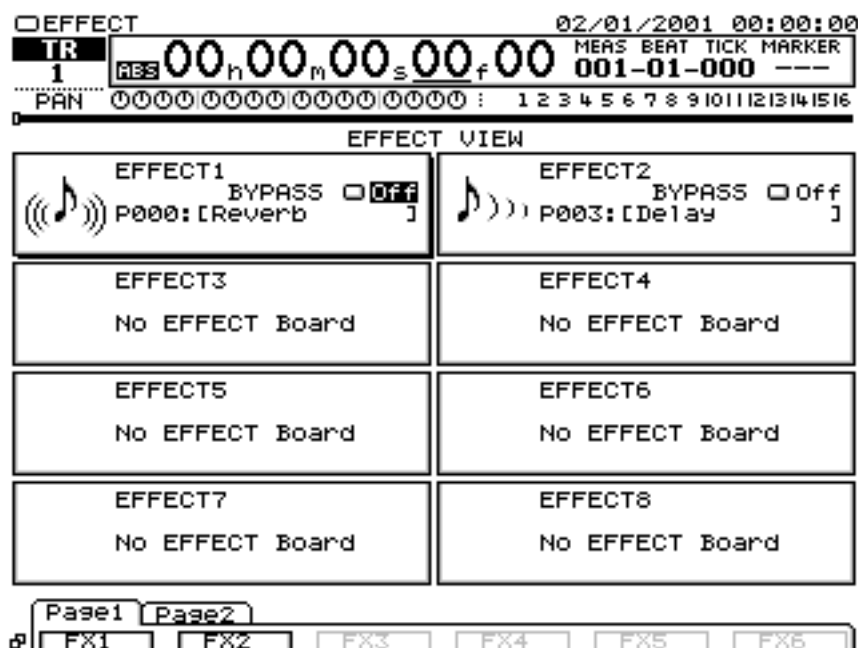 EFFECT 02/01/2001 00:00:00
TR 1 ABS 00h00m00s00f00 MEAS BEAT TICK MARKER
001-01-000 ---
PAN 1 2 3 4 5 6 7 8 9 10 11 12 13 14 15 16
EFFECT VIEW
EFFECT1
BYPASS Off
P000:[Reverb ]
EFFECT2
BYPASS Off
P003:[Delay ]
EFFECT3
No EFFECT Board
EFFECT4
No EFFECT Board
EFFECT5
No EFFECT Board
EFFECT6
No EFFECT Board
EFFECT7
No EFFECT Board
EFFECT8
No EFFECT Board
Page1 Page2
FX1 FX2 FX3 FX4 FX5 FX6